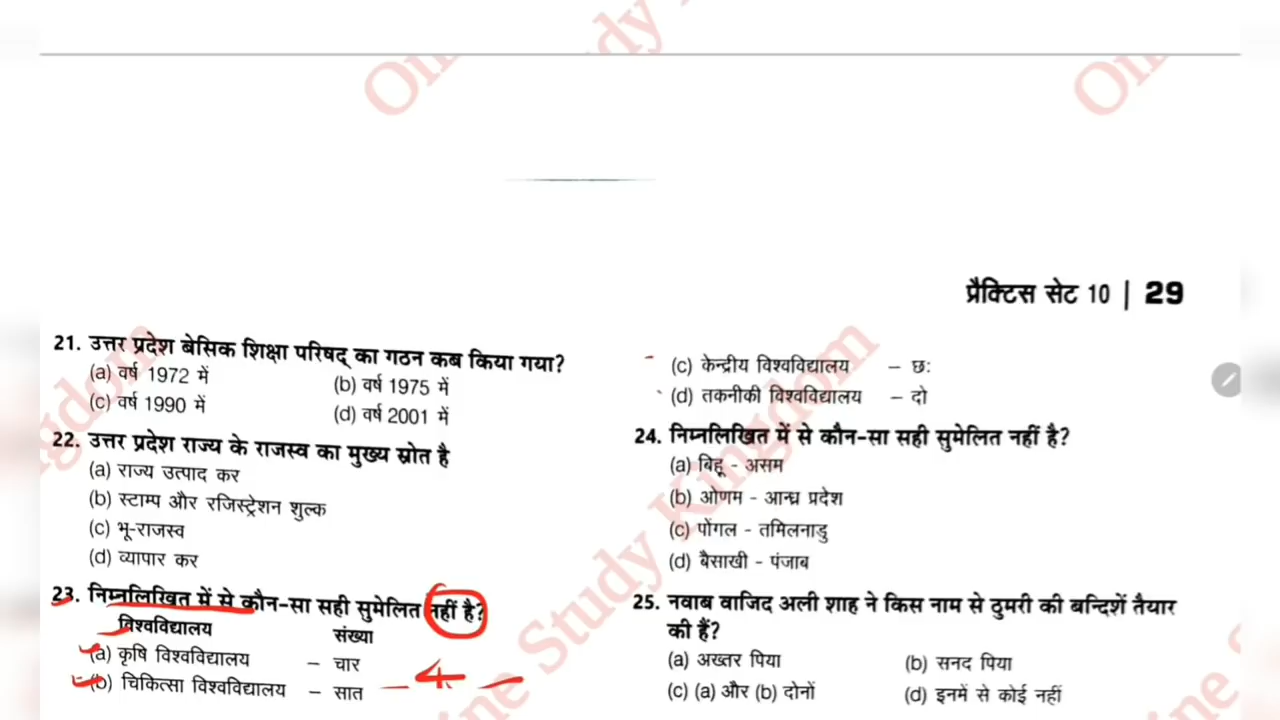 प्रैक्टिस सेट 10 | 29
21. उत्तर प्रदेश बेसिक शिक्षा परिषद् का गठन कब किया गया?
(a) वर्ष 1972 में
(b) वर्ष 1975 में
(c) वर्ष 1990 में
(d) वर्ष 2001 में
22. उत्तर प्रदेश राज्य के राजस्व का मुख्य स्रोत है
(a) राज्य उत्पाद कर
(b) स्टाम्प और रजिस्ट्रेशन शुल्क
(c) भू-राजस्व
(d) व्यापार कर
23. निम्नलिखित में से कौन-सा सही सुमेलित नहीं है?
विश्वविद्यालय संख्या
(a) कृषि विश्वविद्यालय – चार
(b) चिकित्सा विश्वविद्यालय – सात
4
(c) केन्द्रीय विश्वविद्यालय – छः
(d) तकनीकी विश्वविद्यालय – दो
24. निम्नलिखित में से कौन-सा सही सुमेलित नहीं है?
(a) बिहू - असम
(b) ओणम - आन्ध्र प्रदेश
(c) पोंगल - तमिलनाडु
(d) बैसाखी - पंजाब
25. नवाब वाजिद अली शाह ने किस नाम से ठुमरी की बन्दिशें तैयार
की हैं?
(a) अख्तर पिया
(b) सनद पिया
(c) (a) और (b) दोनों
(d) इनमें से कोई नहीं
Online Study Kingdom